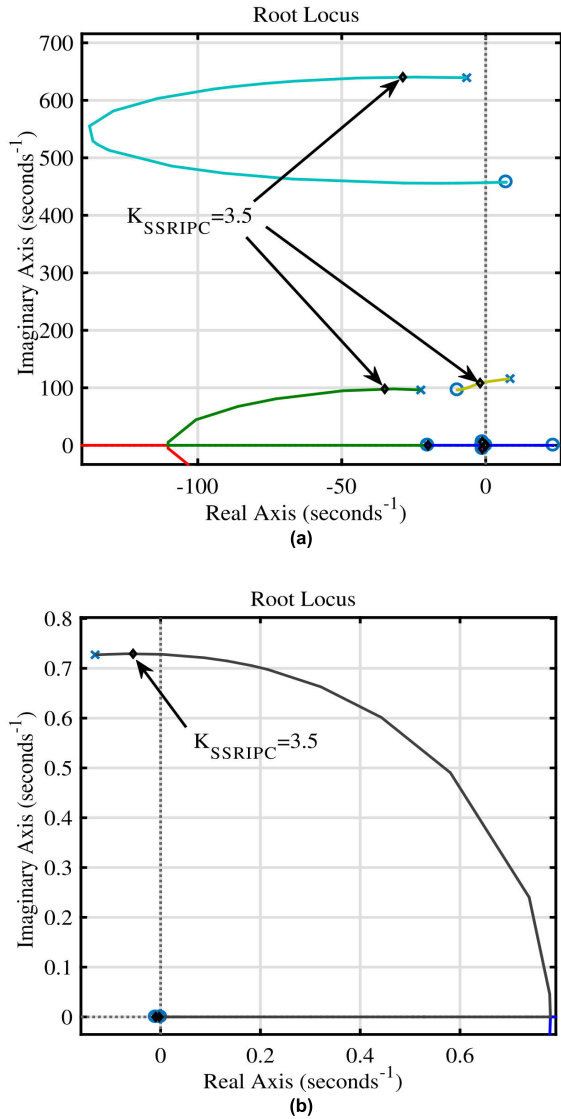 Root Locus
700
600
500
400
300
200
100
0
Imaginary Axis (seconds⁻¹)
K_SSRIPC=3.5
-100
-50
0
Real Axis (seconds⁻¹)
(a)
Root Locus
0.8
0.7
0.6
0.5
0.4
0.3
0.2
0.1
0
Imaginary Axis (seconds⁻¹)
K_SSRIPC=3.5
0
0.2
0.4
0.6
Real Axis (seconds⁻¹)
(b)